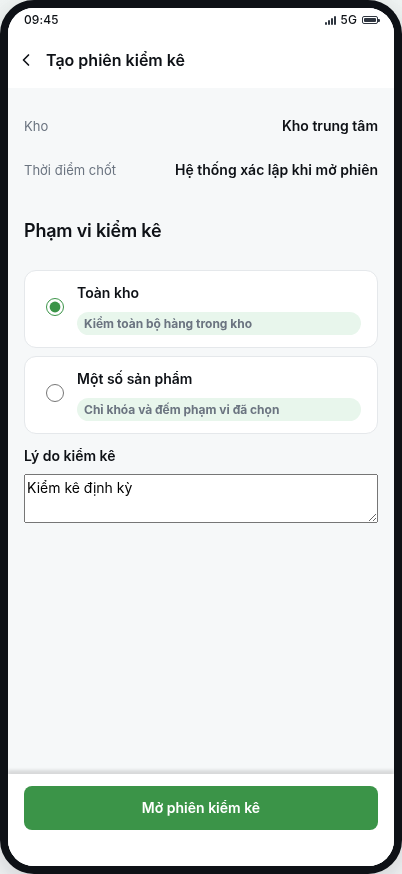 09:45
5G
Tạo phiên kiểm kê
Kho
Kho trung tâm
Thời điểm chốt
Hệ thống xác lập khi mở phiên
Phạm vi kiểm kê
Toàn kho
Kiểm toàn bộ hàng trong kho
Một số sản phẩm
Chỉ khóa và đếm phạm vi đã chọn
Lý do kiểm kê
Kiểm kê định kỳ
Mở phiên kiểm kê